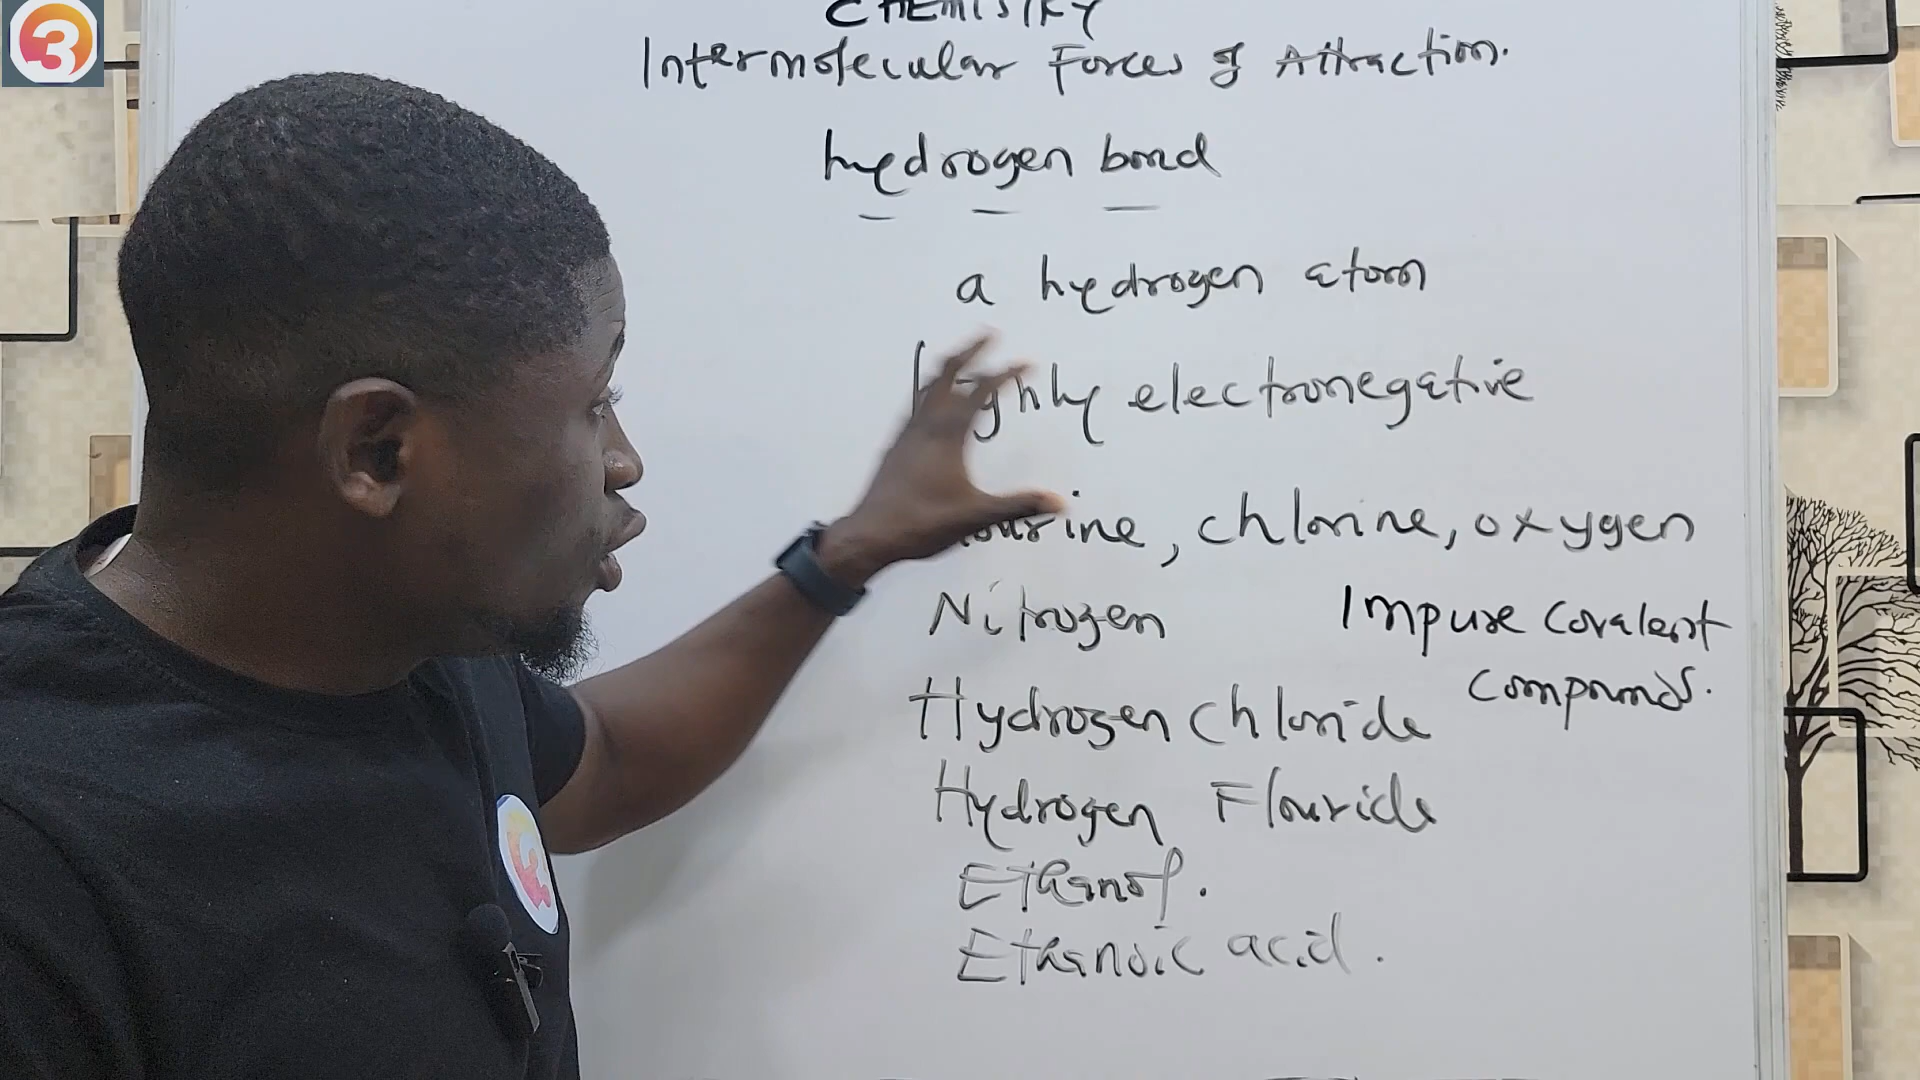 3
CHEMISTRY
Intermolecular Forces of Attraction.
hydrogen bond
a hydrogen atom
highly electronegative
chlorine, oxygen
Nitrogen
Impure covalent
compounds.
Hydrogen chloride
Hydrogen Flouride
Ethanol.
Ethanoic acid.